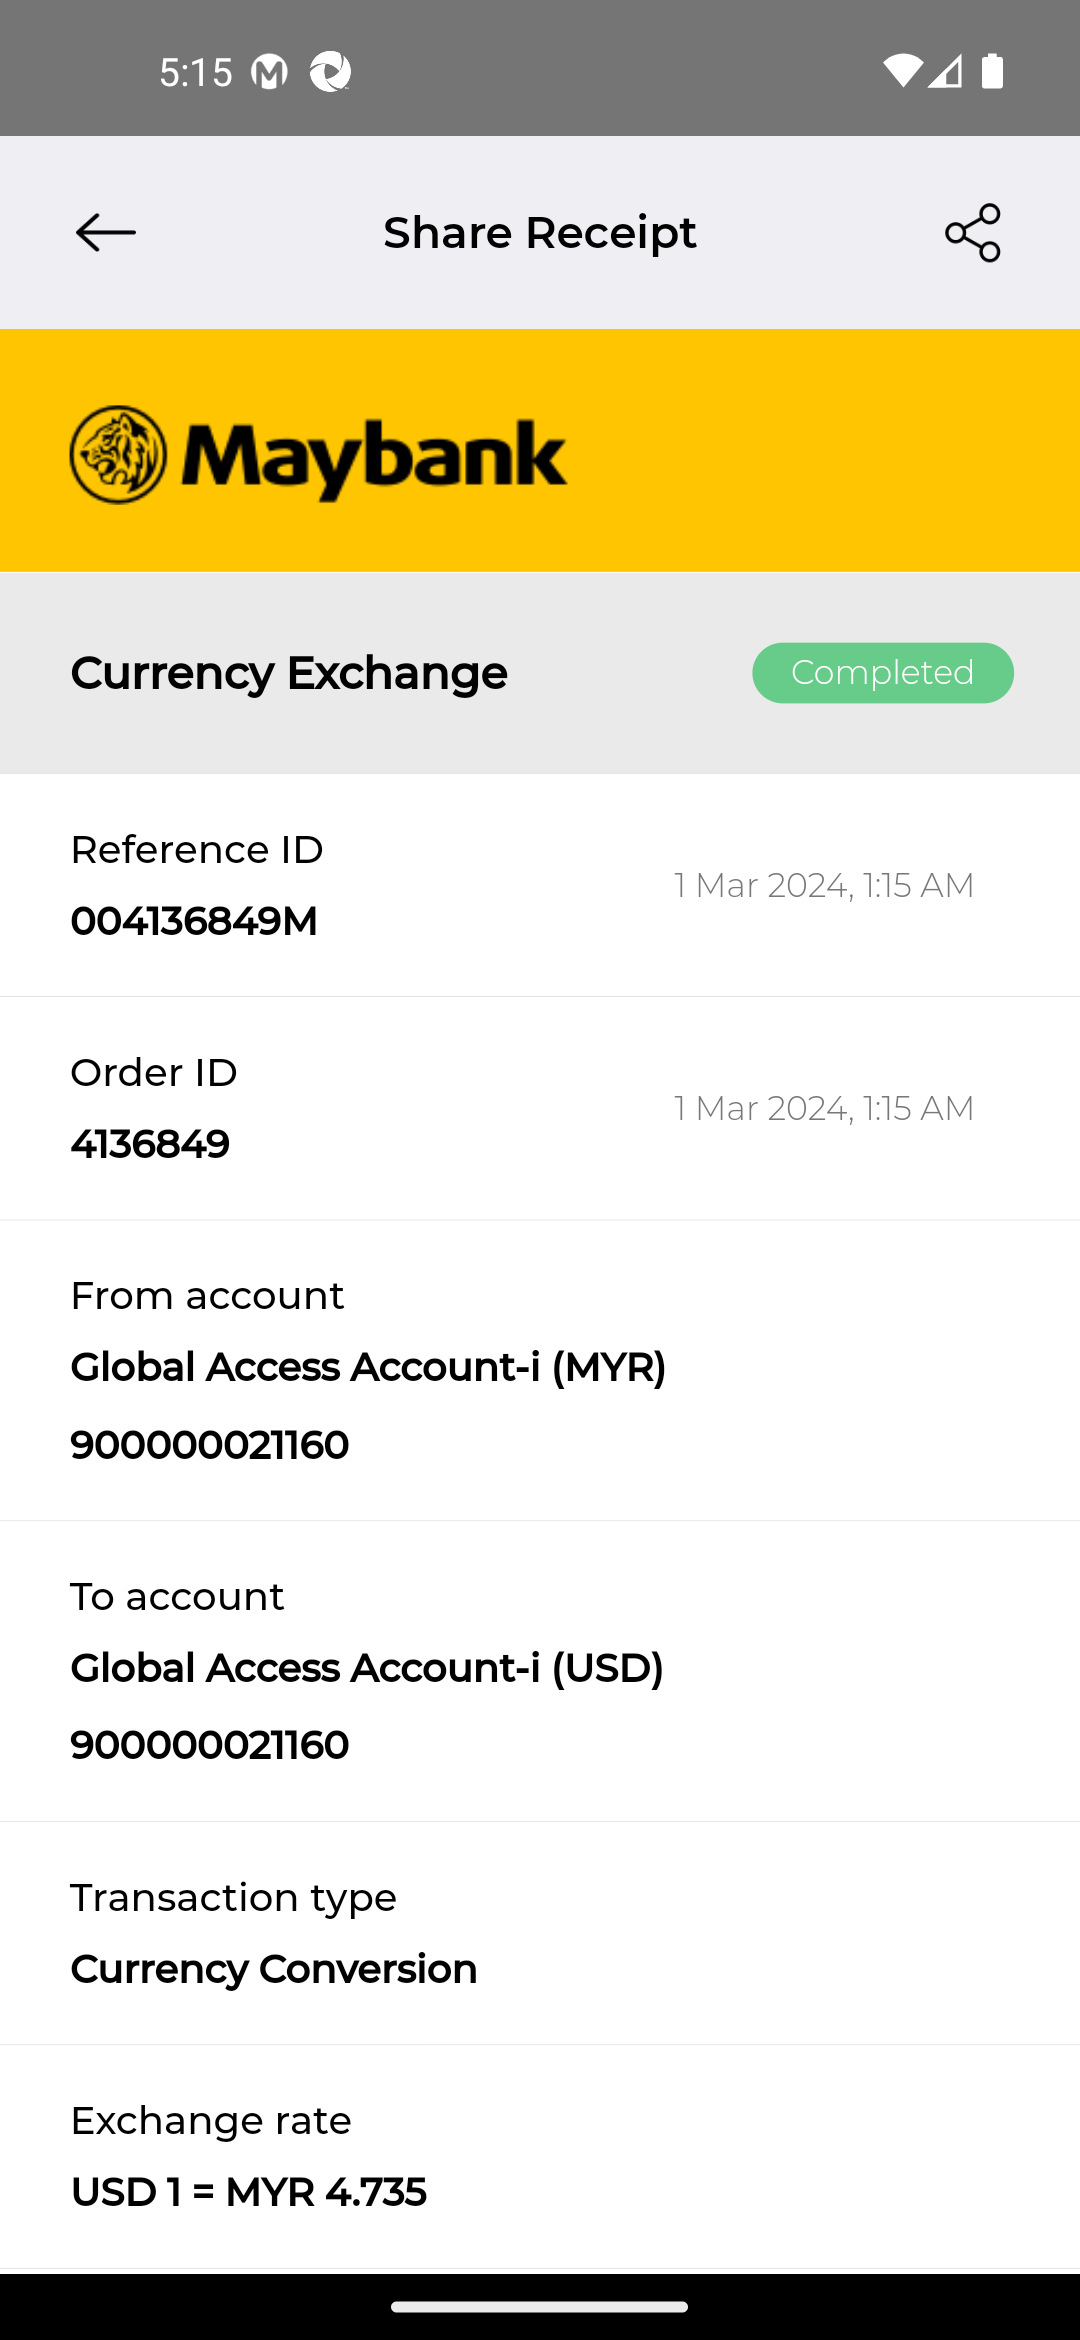 5:15
Share Receipt
Maybank
Currency Exchange
Completed
Reference ID
004136849M
1 Mar 2024, 1:15 AM
Order ID
4136849
1 Mar 2024, 1:15 AM
From account
Global Access Account-i (MYR)
900000021160
To account
Global Access Account-i (USD)
900000021160
Transaction type
Currency Conversion
Exchange rate
USD 1 = MYR 4.735